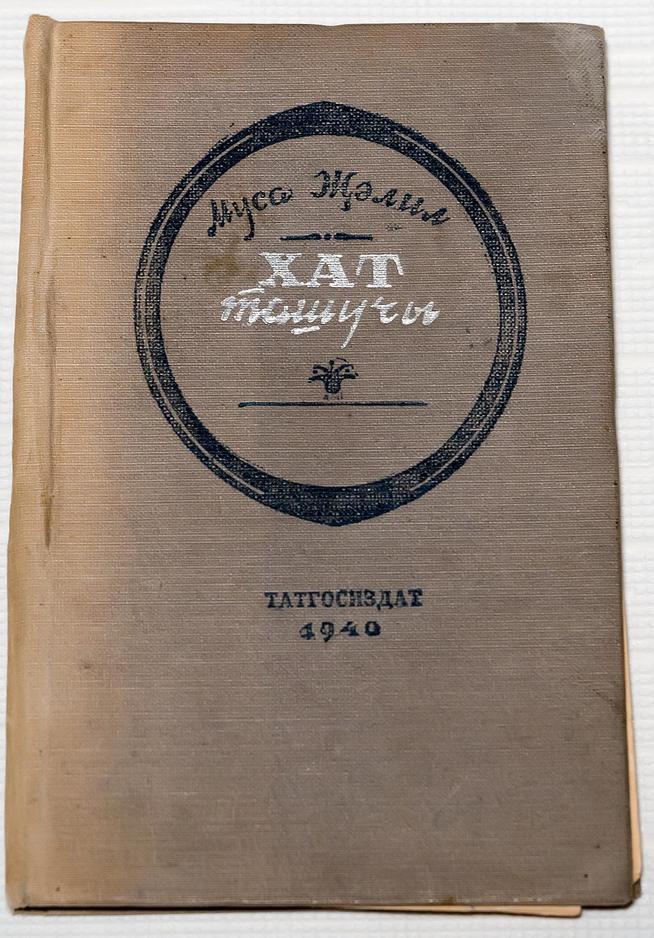 Муса Җәлил
ХАТ
ташучы
ТАТГОСИЗДАТ
1940